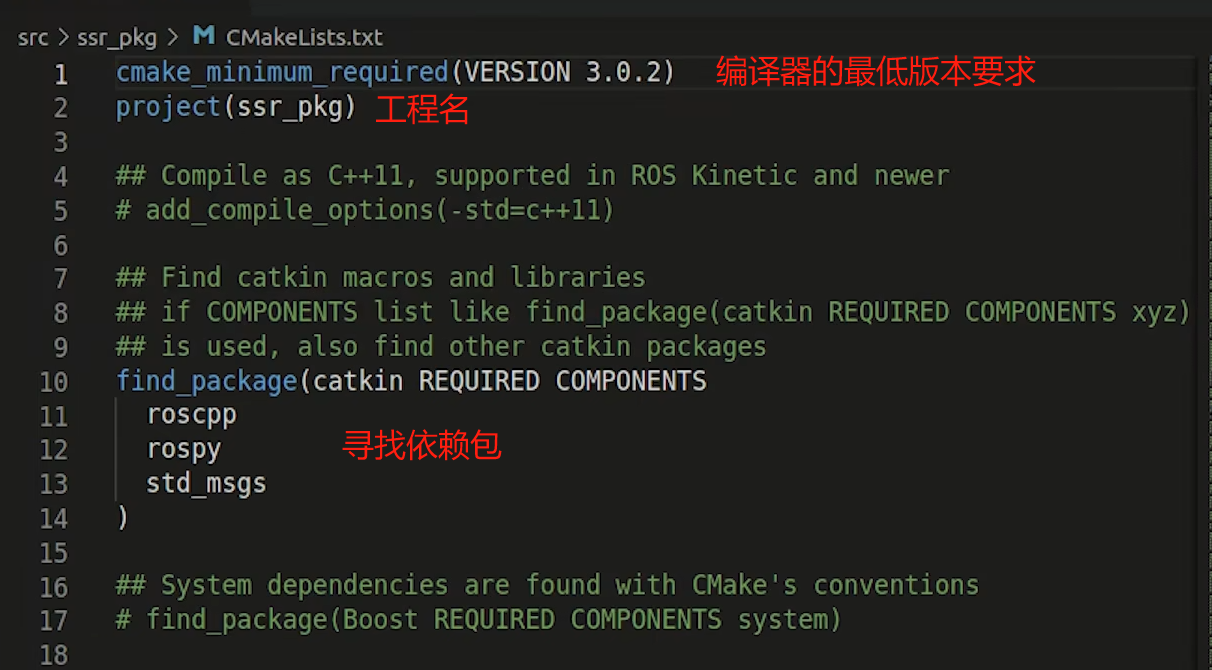 src > ssr_pkg > M CMakeLists.txt
1 cmake_minimum_required(VERSION 3.0.2) 编译器的最低版本要求
2 project(ssr_pkg) 工程名
3
4 ## Compile as C++11, supported in ROS Kinetic and newer
5 # add_compile_options(-std=c++11)
6
7 ## Find catkin macros and libraries
8 ## if COMPONENTS list like find_package(catkin REQUIRED COMPONENTS xyz)
9 ## is used, also find other catkin packages
10 find_package(catkin REQUIRED COMPONENTS
11 roscpp
12 rospy 寻找依赖包
13 std_msgs
14 )
15
16 ## System dependencies are found with CMake's conventions
17 # find_package(Boost REQUIRED COMPONENTS system)
18